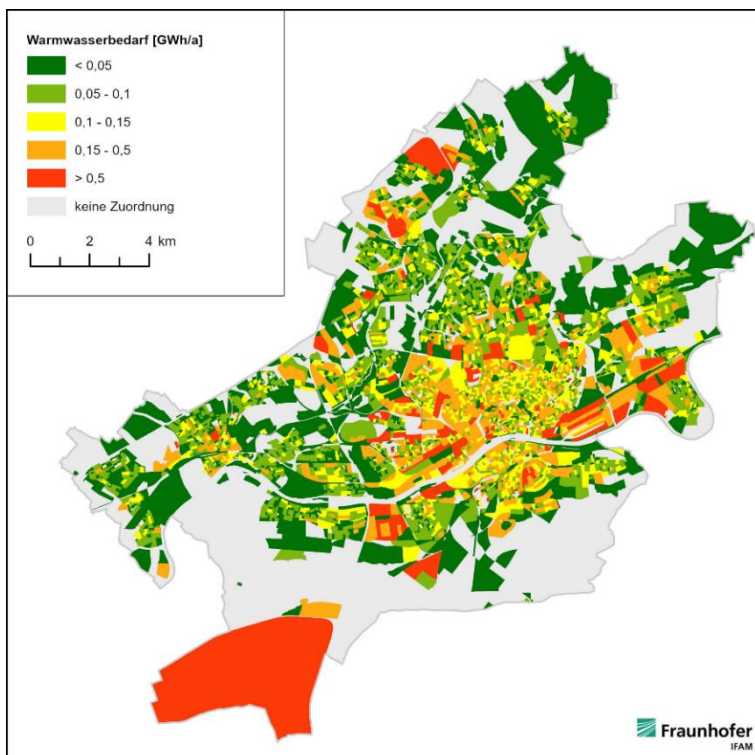 Warmwasserbedarf [GWh/a]
< 0,05
0,05 - 0,1
0,1 - 0,15
0,15 - 0,5
> 0,5
keine Zuordnung
0 2 4 km
Fraunhofer
IFAM